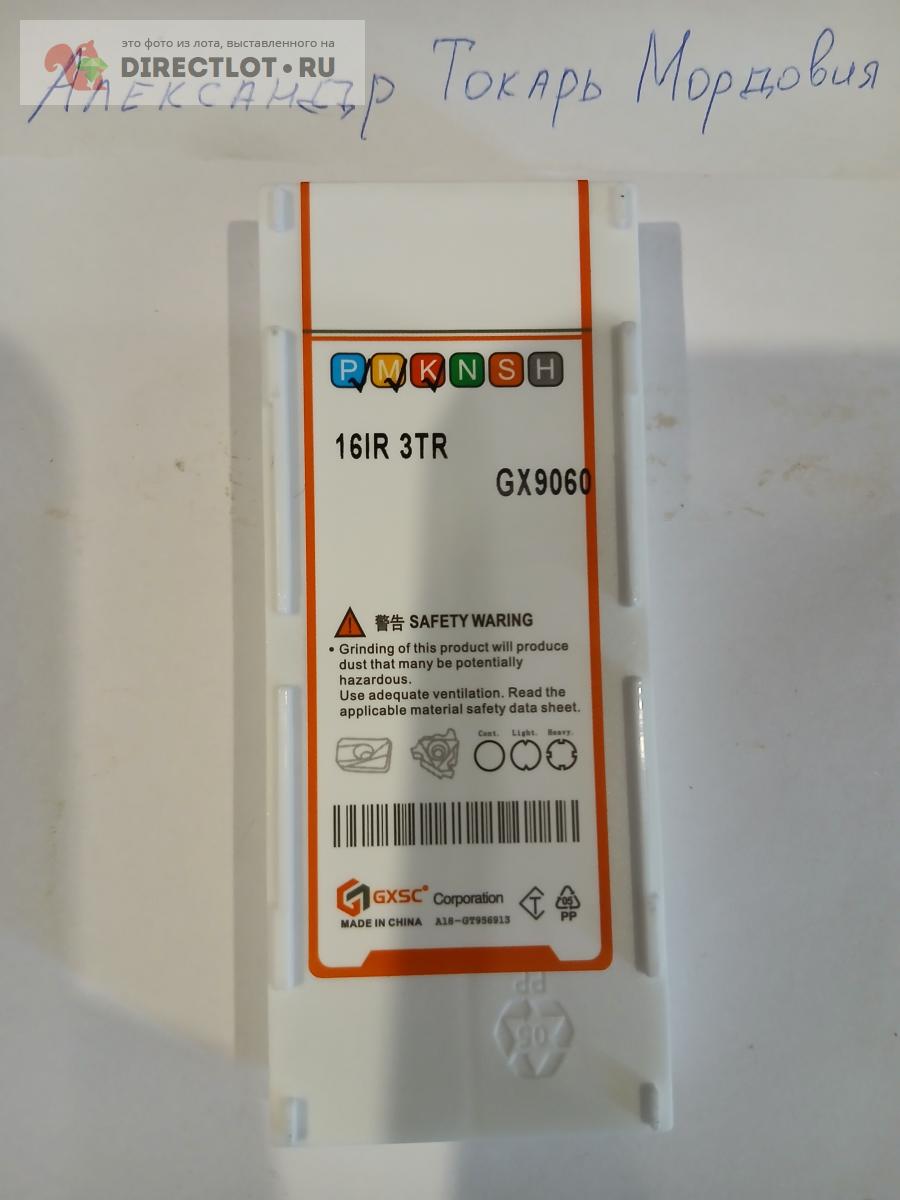 это фото из лота, выставленного на
DIRECTLOT.RU
Александър Токарь Мордовия
P M K N S H
16IR 3TR
GX9060
警告 SAFETY WARING
• Grinding of this product will produce
dust that many be potentially
hazardous.
Use adequate ventilation. Read the
applicable material safety data sheet.
Cont. Light. Heavy.
GXSC® Corporation
T
05
PP
MADE IN CHINA A18-GT956913
PP
05